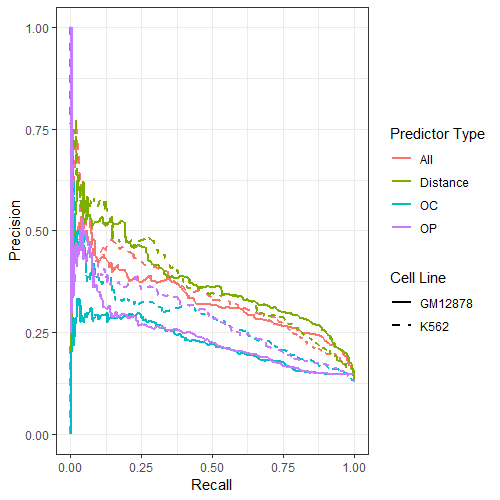 1.00
0.75
0.50
0.25
0.00
Precision
0.00 0.25 0.50 0.75 1.00
Recall
Predictor Type
All
Distance
OC
OP
Cell Line
GM12878
K562